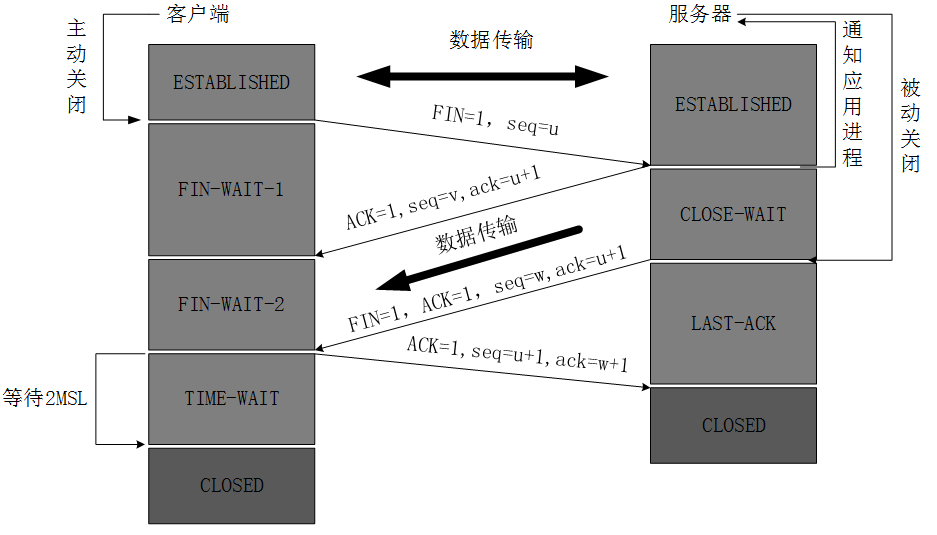 客户端
服务器
主动关闭
数据传输
通知应用进程
被动关闭
ESTABLISHED
ESTABLISHED
FIN=1, seq=u
FIN-WAIT-1
ACK=1,seq=v,ack=u+1
CLOSE-WAIT
数据传输
FIN-WAIT-2
FIN=1, ACK=1, seq=w,ack=u+1
LAST-ACK
ACK=1,seq=u+1,ack=w+1
等待2MSL
TIME-WAIT
CLOSED
CLOSED